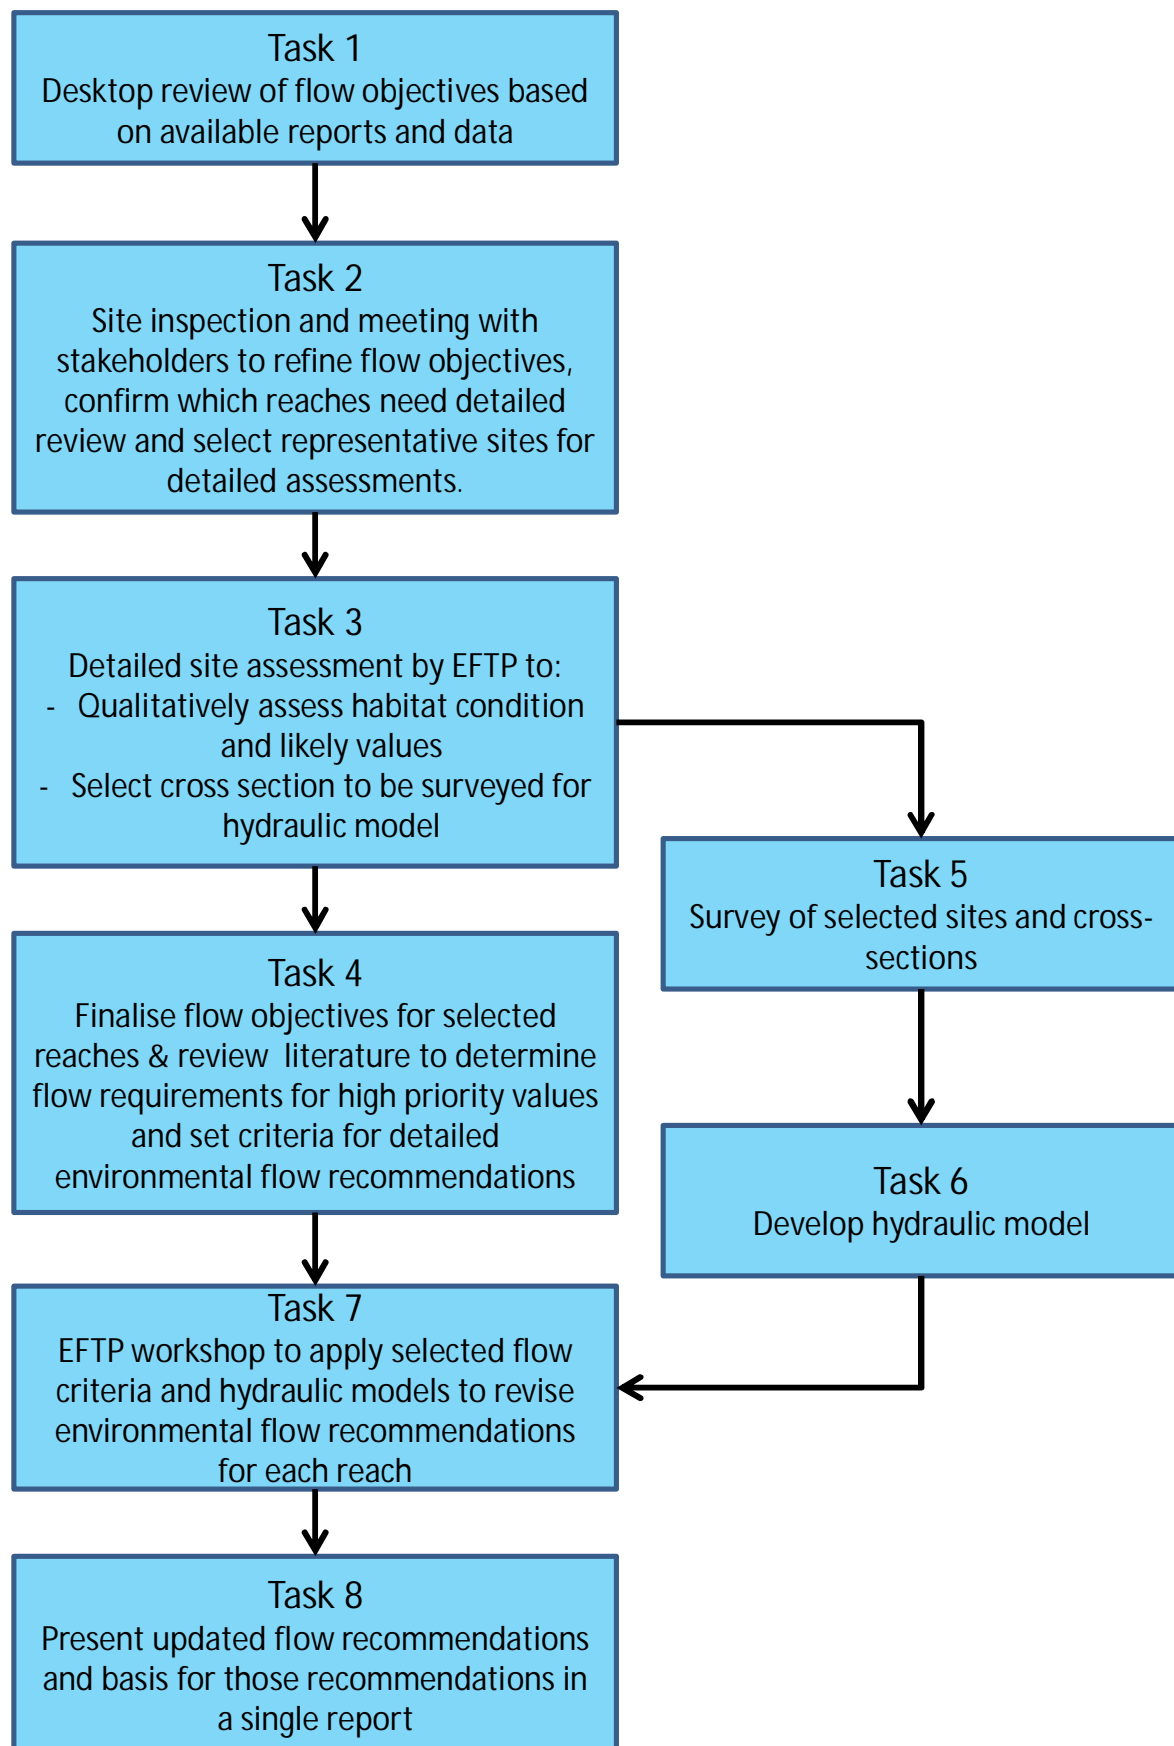 Task 1
Desktop review of flow objectives based
on available reports and data
Task 2
Site inspection and meeting with
stakeholders to refine flow objectives,
confirm which reaches need detailed
review and select representative sites for
detailed assessments.
Task 3
Detailed site assessment by EFTP to:
- Qualitatively assess habitat condition
and likely values
- Select cross section to be surveyed for
hydraulic model
Task 4
Finalise flow objectives for selected
reaches & review literature to determine
flow requirements for high priority values
and set criteria for detailed
environmental flow recommendations
Task 5
Survey of selected sites and cross-
sections
Task 6
Develop hydraulic model
Task 7
EFTP workshop to apply selected flow
criteria and hydraulic models to revise
environmental flow recommendations
for each reach
Task 8
Present updated flow recommendations
and basis for those recommendations in
a single report